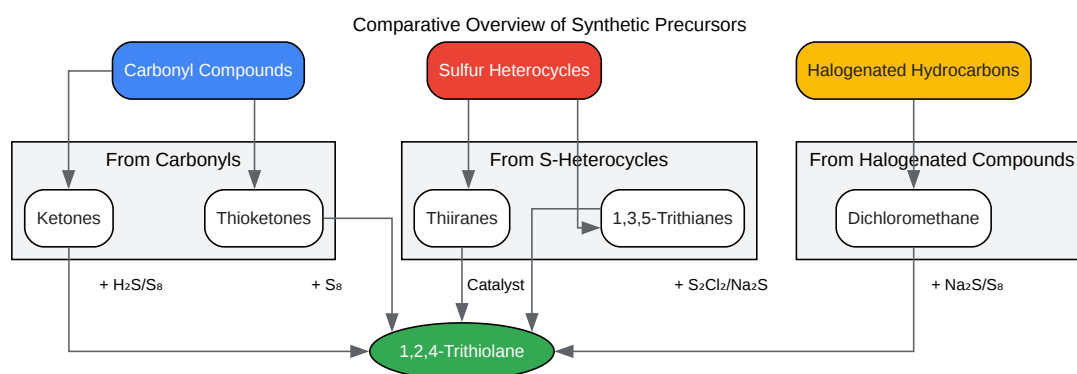 Comparative Overview of Synthetic Precursors
Carbonyl Compounds
Sulfur Heterocycles
Halogenated Hydrocarbons
From Carbonyls
From S-Heterocycles
From Halogenated Compounds
Ketones
Thioketones
Thiiranes
1,3,5-Trithianes
Dichloromethane
+ H₂S/S₈
+ S₈
Catalyst
+ S₂Cl₂/Na₂S
+ Na₂S/S₈
1,2,4-Trithiolane